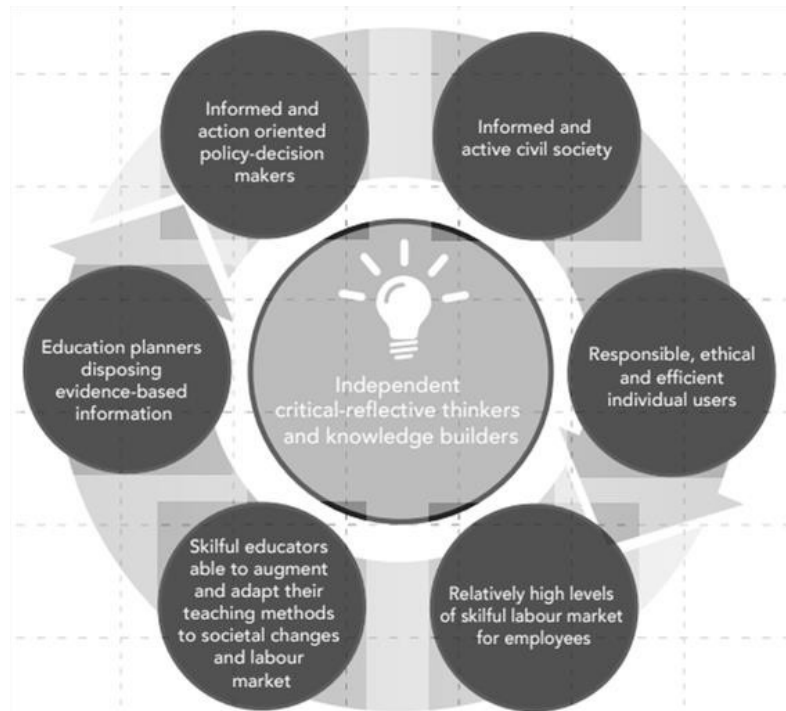 Informed and
action oriented
policy-decision
makers
Informed and
active civil society
Education planners
disposing
evidence-based
information
Independent
critical-reflective thinkers
and knowledge builders
Responsible, ethical
and efficient
individual users
Skilful educators
able to augment
and adapt their
teaching methods
to societal changes
and labour
market
Relatively high levels
of skilful labour market
for employees